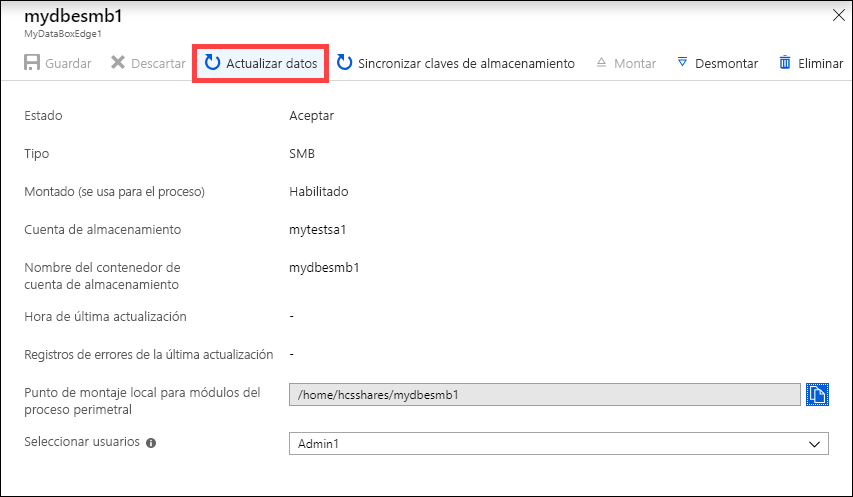 mydbesmb1
MyDataBoxEdge1
Guardar Descartar Actualizar datos Sincronizar claves de almacenamiento Montar Desmontar Eliminar
Estado Aceptar
Tipo SMB
Montado (se usa para el proceso) Habilitado
Cuenta de almacenamiento mytestsa1
Nombre del contenedor de mydbesmb1
cuenta de almacenamiento
Hora de última actualización -
Registros de errores de la última actualización -
Punto de montaje local para módulos del /home/hcsshares/mydbesmb1
proceso perimetral
Seleccionar usuarios Admin1